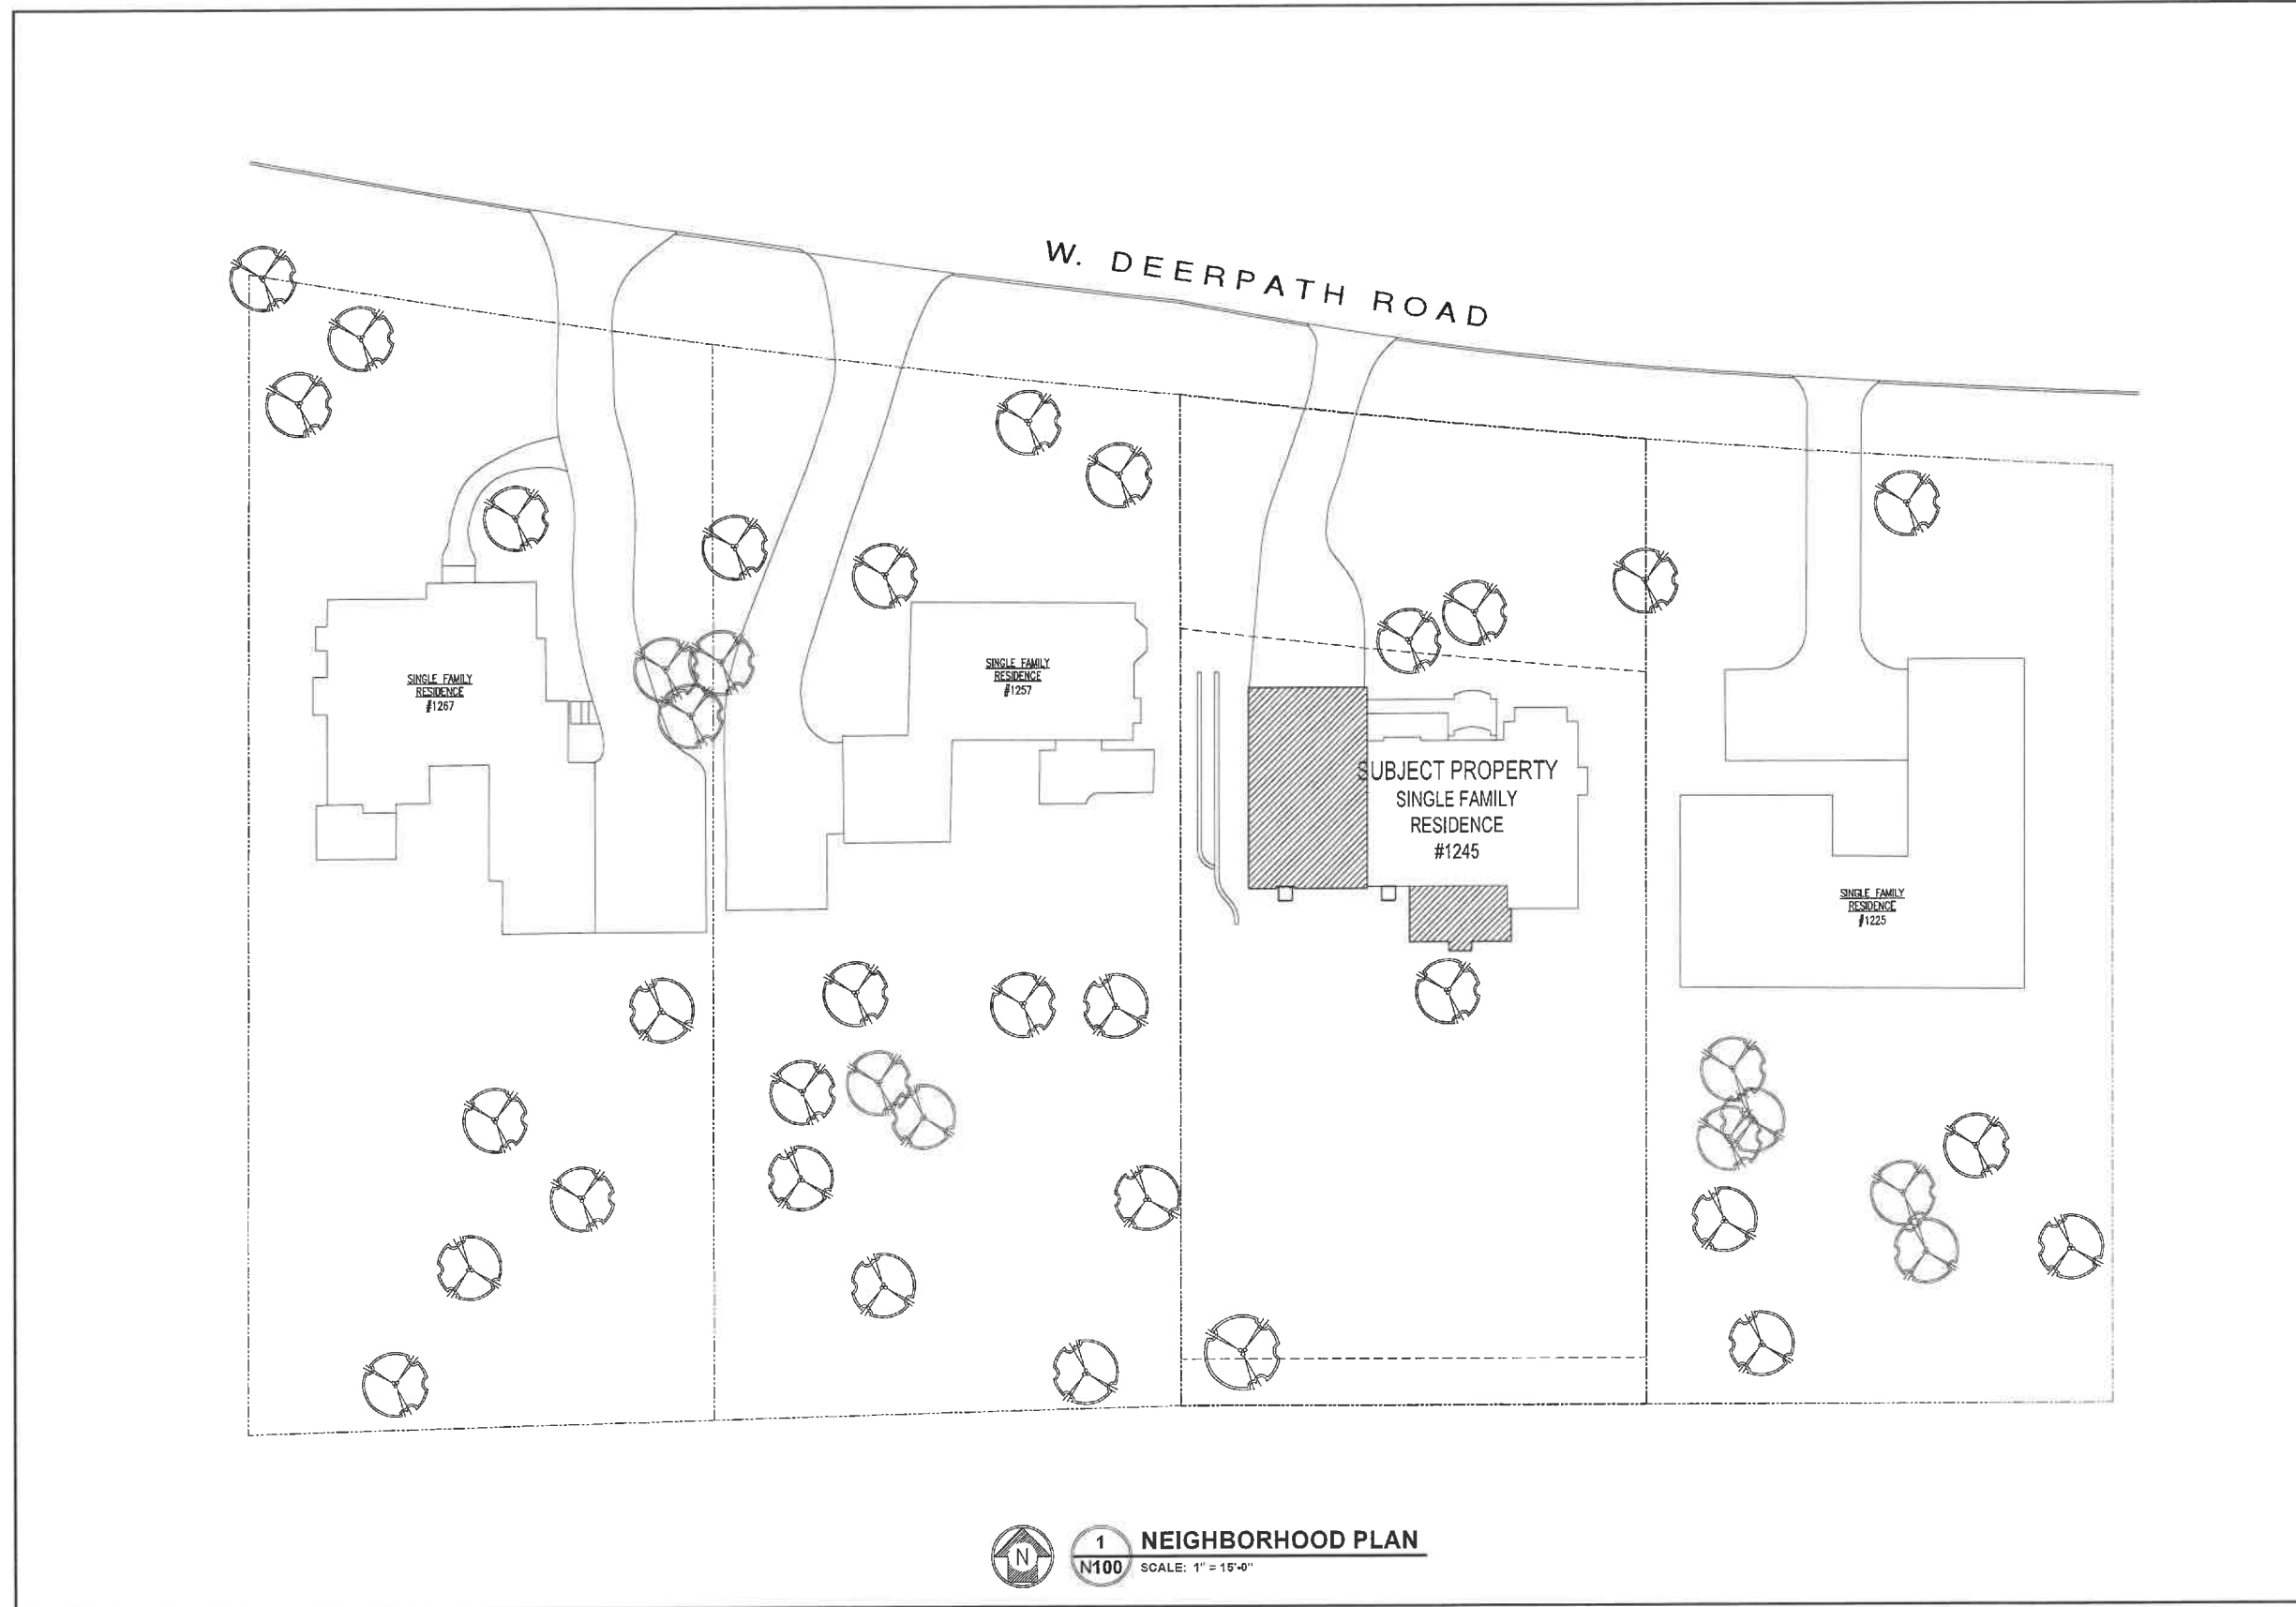 W. DEERPATH ROAD
SINGLE FAMILY
RESIDENCE
#1267
SINGLE FAMILY
RESIDENCE
#1257
SUBJECT PROPERTY
SINGLE FAMILY
RESIDENCE
#1245
SINGLE FAMILY
RESIDENCE
#1225
N
1
N100
NEIGHBORHOOD PLAN
SCALE: 1" = 15'-0"